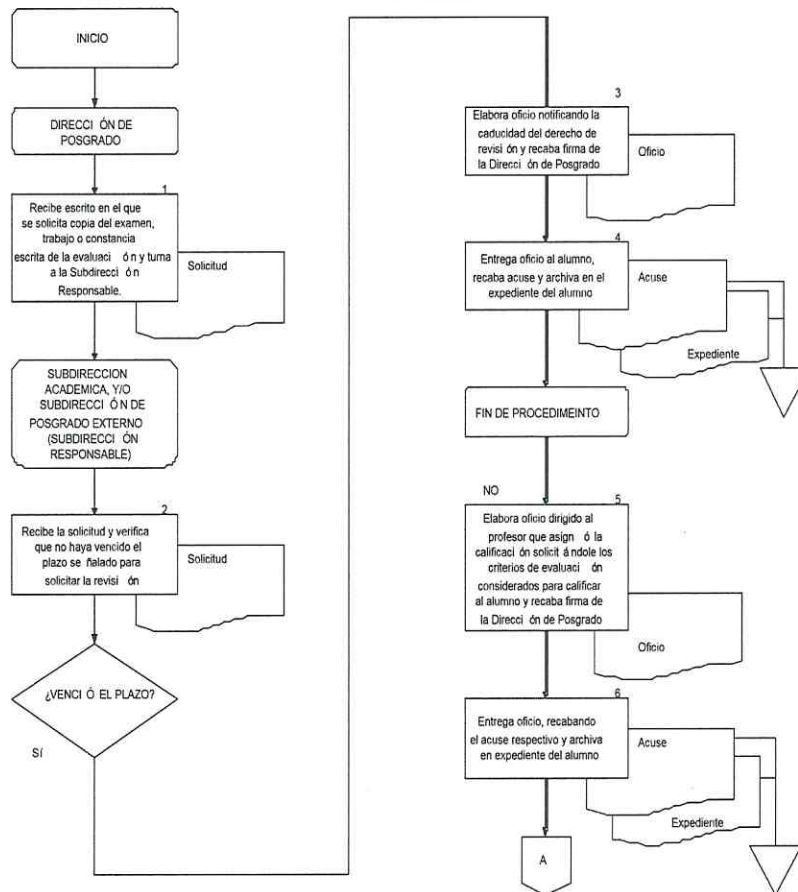 INICIO
DIRECCI ÓN DE
POSGRADO
1
Recibe escrito en el que
se solicita copia del examen,
trabajo o constancia
escrita de la evaluaci ón y turna
a la Subdirecci ón
Responsable.
Solicitud
SUBDIRECCION
ACADEMICA, Y/O
SUBDIRECCI ÓN DE
POSGRADO EXTERNO
(SUBDIRECCI ÓN
RESPONSABLE)
2
Recibe la solicitud y verifica
que no haya vencido el
plazo se ñalado para
solicitar la revisi ón
Solicitud
¿VENCI Ó EL PLAZO?
Sí
3
Elabora oficio notificando la
caducidad del derecho de
revisi ón y recaba firma de
la Direcci ón de Posgrado
Oficio
4
Entrega oficio al alumno,
recaba acuse y archiva en el
expediente del alumno
Acuse
Expediente
FIN DE PROCEDIMEINTO
NO
5
Elabora oficio dirigido al
profesor que asign ó la
calificaci ón solicit ándole los
criterios de evaluaci ón
considerados para calificar
al alumno y recaba firma de
la Direcci ón de Posgrado
Oficio
6
Entrega oficio, recabando
el acuse respectivo y archiva
en expediente del alumno
Acuse
Expediente
A